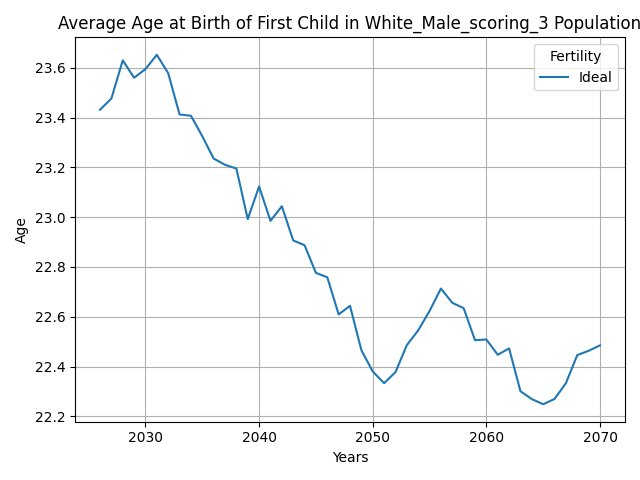 Average Age at Birth of First Child in White_Male_scoring_3 Population
Fertility
Ideal
23.6
23.4
23.2
23.0
22.8
22.6
22.4
22.2
Age
2030 2040 2050 2060 2070
Years